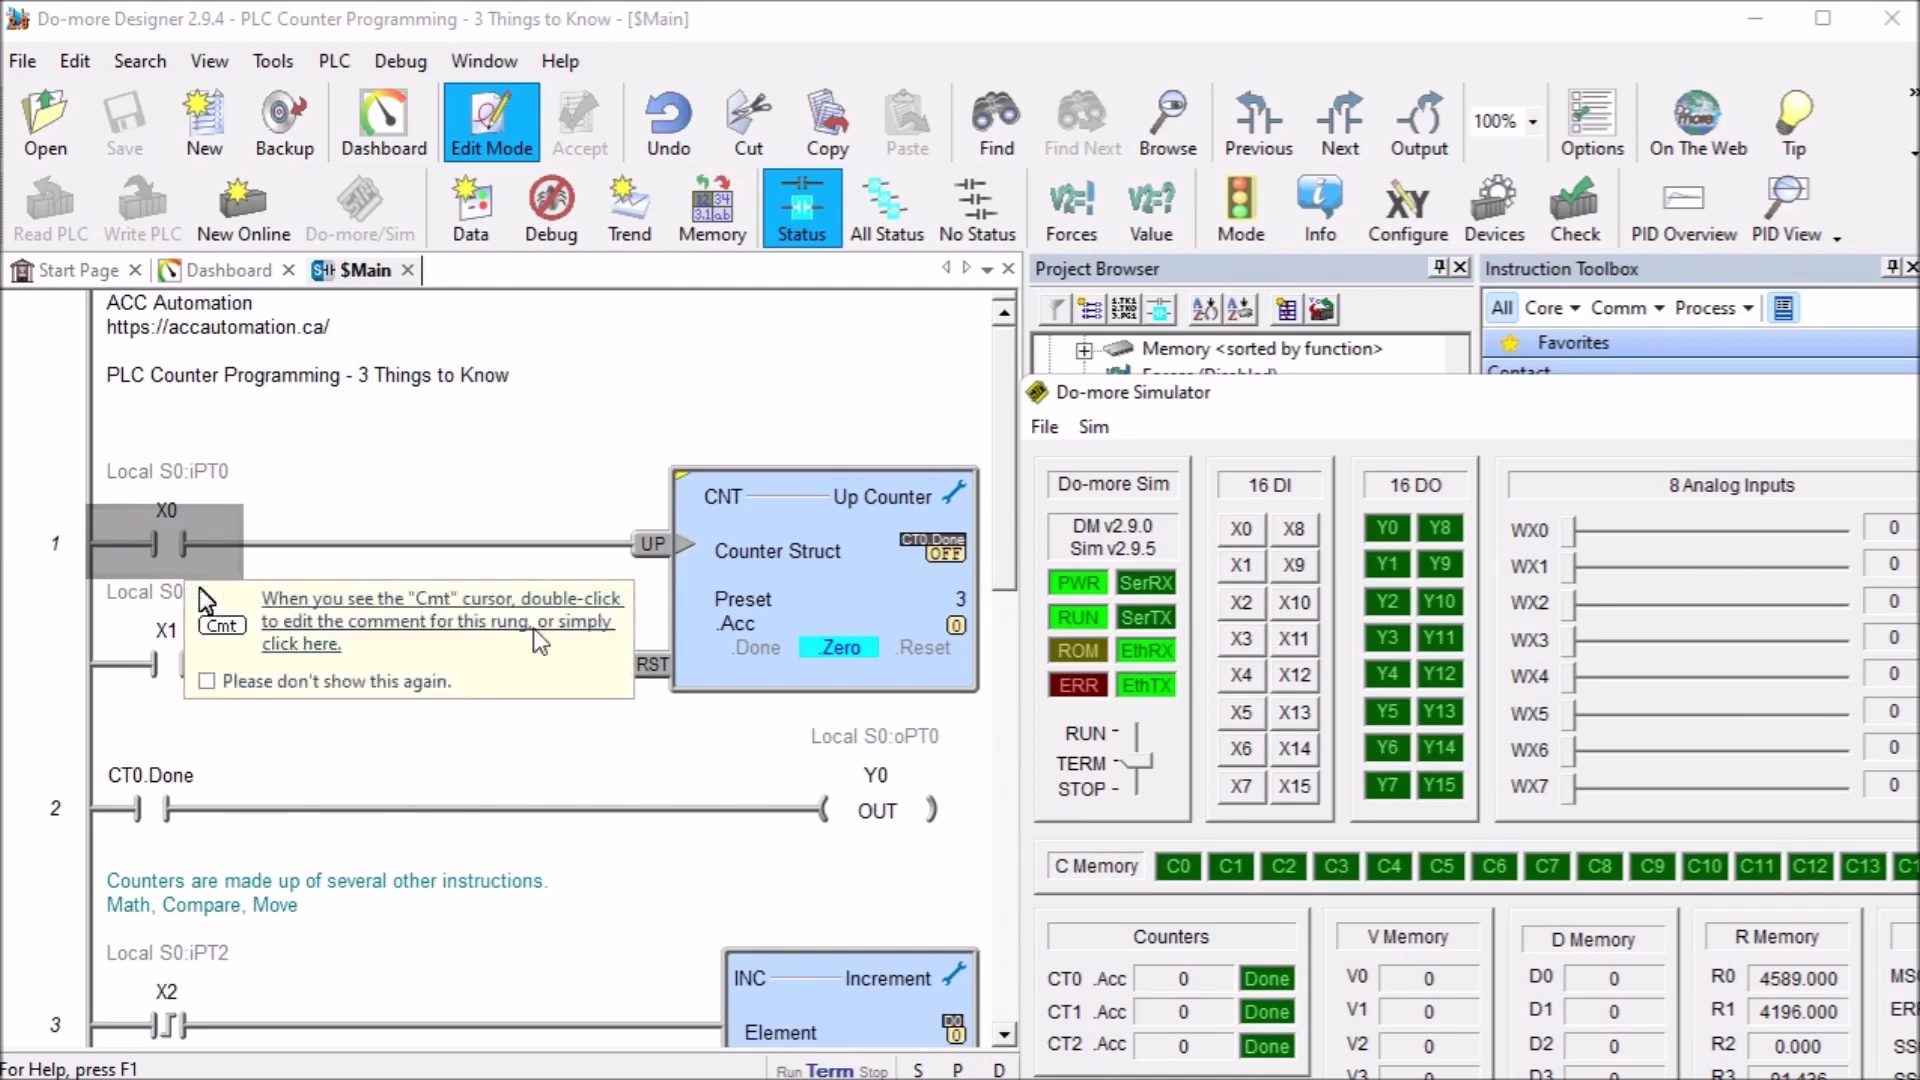 Do-more Designer 2.9.4 - PLC Counter Programming - 3 Things to Know - [$Main]
File Edit Search View Tools PLC Debug Window Help
Open Save New Backup Dashboard Edit Mode Accept Undo Cut Copy Paste Find Find Next Browse Previous Next Output 100% Options On The Web Tip
Read PLC Write PLC New Online Do-more/Sim Data Debug Trend Memory Status All Status No Status Forces Value Mode Info Configure Devices Check PID Overview PID View
Start Page Dashboard $Main
ACC Automation
https://accautomation.ca/
PLC Counter Programming - 3 Things to Know
Local S0:iPT0
X0
1
UP
CNT Up Counter
Counter Struct CT0.Done
OFF
Preset 3
.Acc 0
.Done .Zero .Reset
Local S0
X1
RST
Cmt
When you see the "Cmt" cursor, double-click
to edit the comment for this rung, or simply
click here.
Please don't show this again.
Local S0:oPT0
CT0.Done Y0
2 OUT
Counters are made up of several other instructions.
Math, Compare, Move
Local S0:iPT2
X2
3
INC Increment
Element D0
0
For Help, press F1
Run Term Stop S P D
Project Browser
Memory <sorted by function>
Instruction Toolbox
All Core Comm Process
Favorites
Contact
Do-more Simulator
File Sim
Do-more Sim
DM v2.9.0
Sim v2.9.5
PWR SerRX
RUN SerTX
ROM EthRX
ERR EthTX
RUN -
TERM -
STOP -
16 DI
X0 X8
X1 X9
X2 X10
X3 X11
X4 X12
X5 X13
X6 X14
X7 X15
16 DO
Y0 Y8
Y1 Y9
Y2 Y10
Y3 Y11
Y4 Y12
Y5 Y13
Y6 Y14
Y7 Y15
8 Analog Inputs
WX0 0
WX1 0
WX2 0
WX3 0
WX4 0
WX5 0
WX6 0
WX7 0
C Memory C0 C1 C2 C3 C4 C5 C6 C7 C8 C9 C10 C11 C12 C13
Counters
CT0 .Acc 0 Done
CT1 .Acc 0 Done
CT2 .Acc 0 Done
V Memory
V0 0
V1 0
V2 0
V3
D Memory
D0 0
D1 0
D2 0
D3
R Memory
R0 4589.000
R1 4196.000
R2 0.000
R3